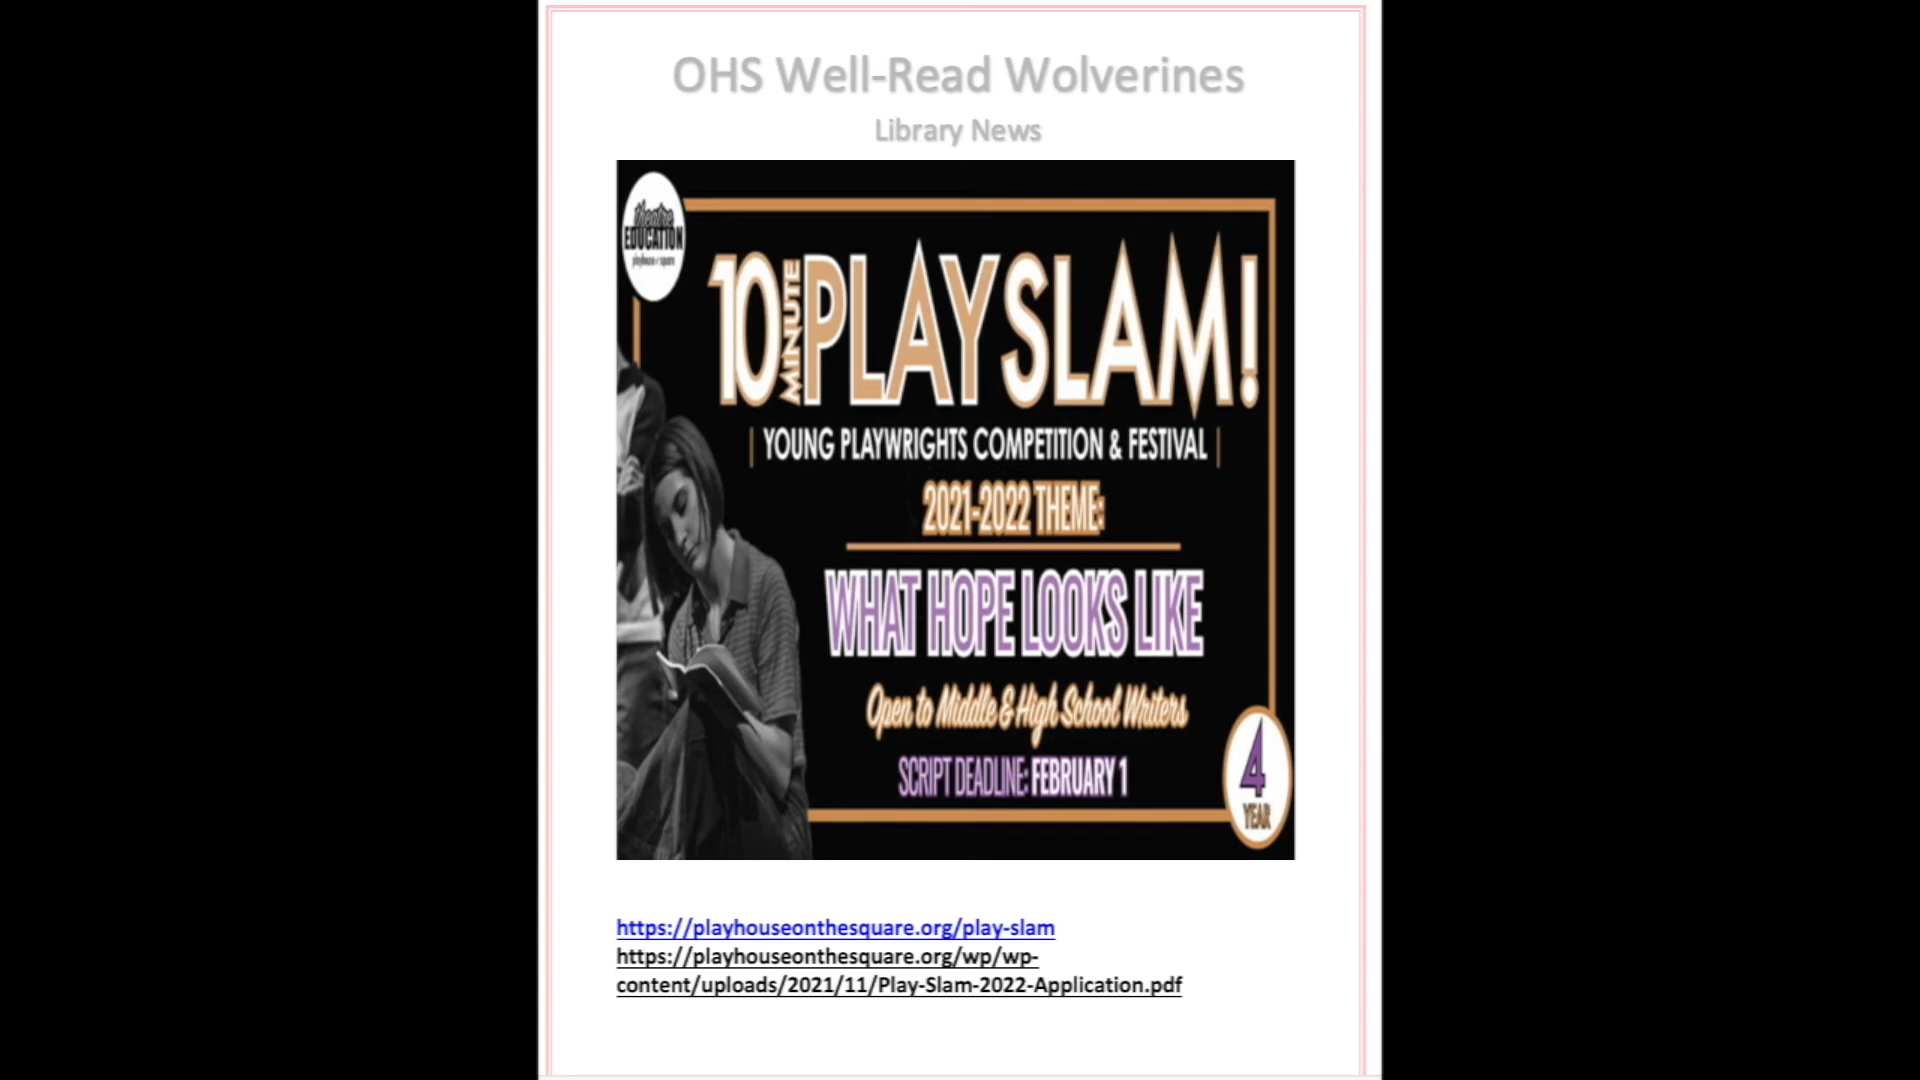 OHS Well-Read Wolverines
Library News
theatre
EDUCATION
playhouse on the square
10 MINUTE PLAY SLAM!
YOUNG PLAYWRIGHTS COMPETITION & FESTIVAL
2021-2022 THEME:
WHAT HOPE LOOKS LIKE
Open to Middle & High School Writers
SCRIPT DEADLINE: FEBRUARY 1
4
YEAR
https://playhouseonthesquare.org/play-slam
https://playhouseonthesquare.org/wp/wp-
content/uploads/2021/11/Play-Slam-2022-Application.pdf